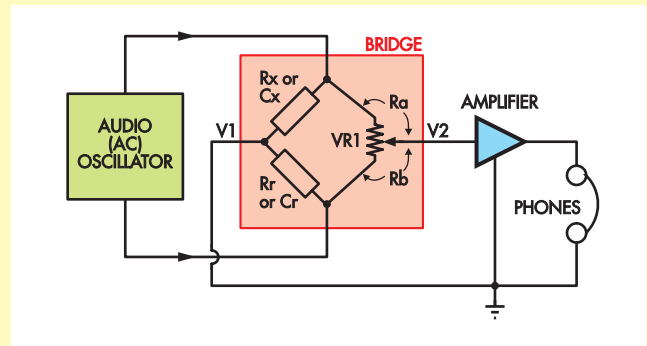 BRIDGE
Rx or
Cx
Ra
AMPLIFIER
AUDIO
(AC)
OSCILLATOR
V1
VR1
V2
Rr
or Cr
Rb
PHONES